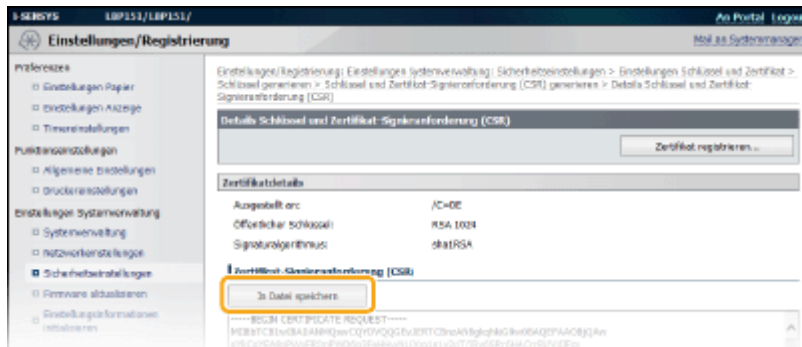 i-SENSYS LBP151/LBP151/ An Portal Logout
Einstellungen/Registrierung Mail an Systemmanager
Präferenzen
Einstellungen Papier
Einstellungen Anzeige
Timereinstellungen
Funktionseinstellungen
Allgemeine Einstellungen
Druckereinstellungen
Einstellungen Systemverwaltung
Systemverwaltung
Netzwerkeinstellungen
Sicherheitseinstellungen
Firmware aktualisieren
Einstellungsinformationen
initialisieren
Einstellungen/Registrierung: Einstellungen Systemverwaltung: Sicherheitseinstellungen > Einstellungen Schlüssel und Zertifikat >
Schlüssel generieren > Schlüssel und Zertifikat-Signieranforderung (CSR) generieren > Details Schlüssel und Zertifikat-
Signieranforderung (CSR)
Details Schlüssel und Zertifikat-Signieranforderung (CSR)
Zertifikat registrieren...
Zertifikatdetails
Ausgestellt an: /C=DE
Öffentlicher Schlüssel: RSA 1024
Signaturalgorithmus: sha1RSA
Zertifikat-Signieranforderung (CSR)
In Datei speichern
-----BEGIN CERTIFICATE REQUEST-----